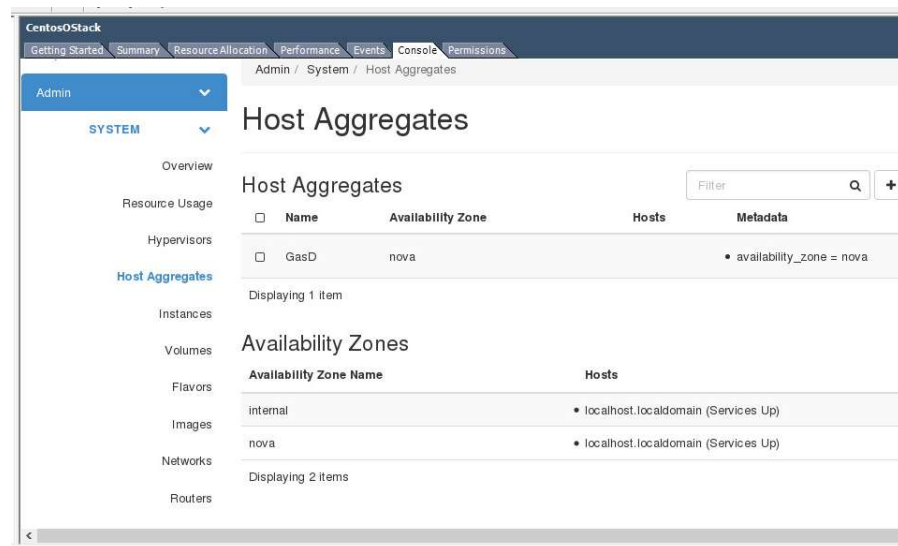 CentosOStack
Getting Started Summary Resource Allocation Performance Events Console Permissions
Admin / System / Host Aggregates
Admin
SYSTEM
Overview
Resource Usage
Hypervisors
Host Aggregates
Instances
Volumes
Flavors
Images
Networks
Routers
Host Aggregates
Host Aggregates
Filter
Name Availability Zone Hosts Metadata
GasD nova • availability_zone = nova
Displaying 1 item
Availability Zones
Availability Zone Name Hosts
internal • localhost.localdomain (Services Up)
nova • localhost.localdomain (Services Up)
Displaying 2 items